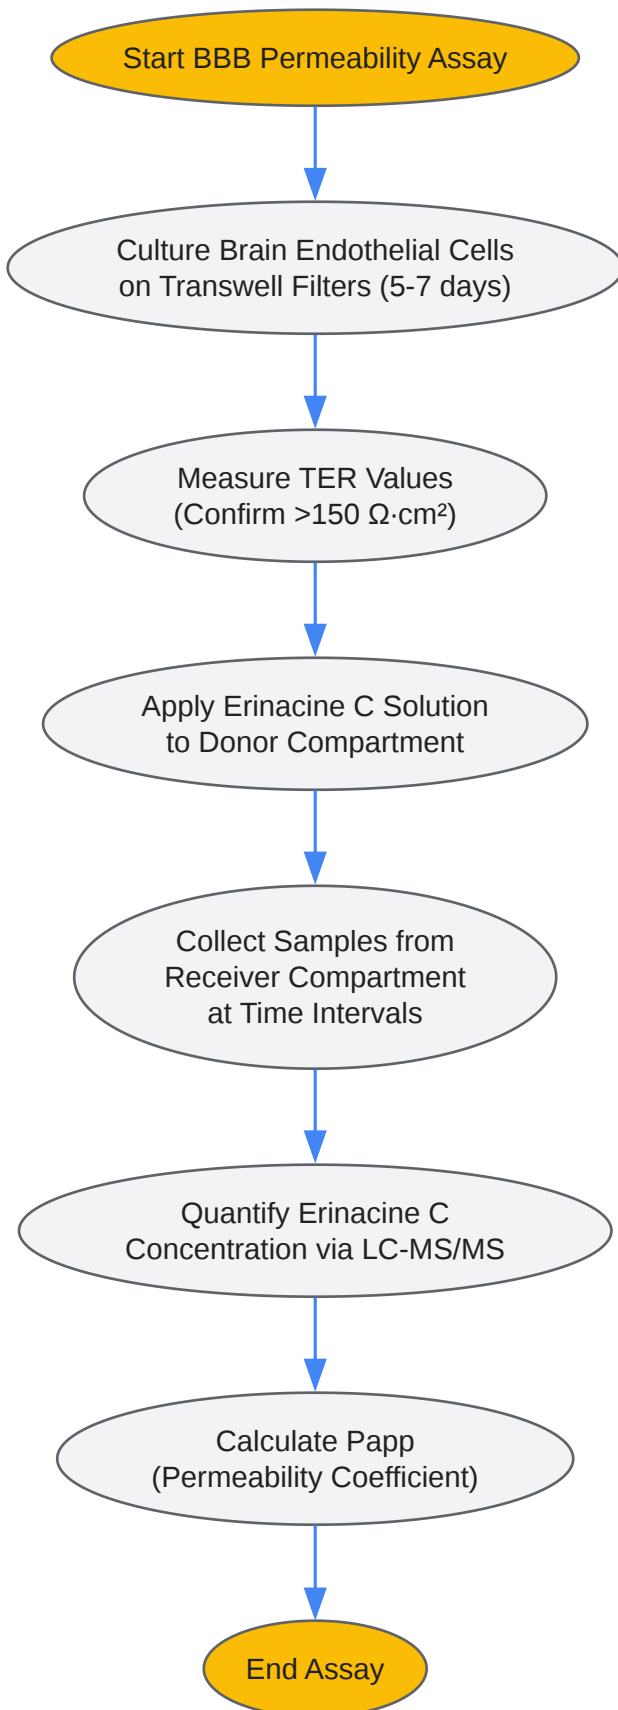 Start BBB Permeability Assay
Culture Brain Endothelial Cells
on Transwell Filters (5-7 days)
Measure TER Values
(Confirm >150 Ω·cm²)
Apply Erinacine C Solution
to Donor Compartment
Collect Samples from
Receiver Compartment
at Time Intervals
Quantify Erinacine C
Concentration via LC-MS/MS
Calculate Papp
(Permeability Coefficient)
End Assay